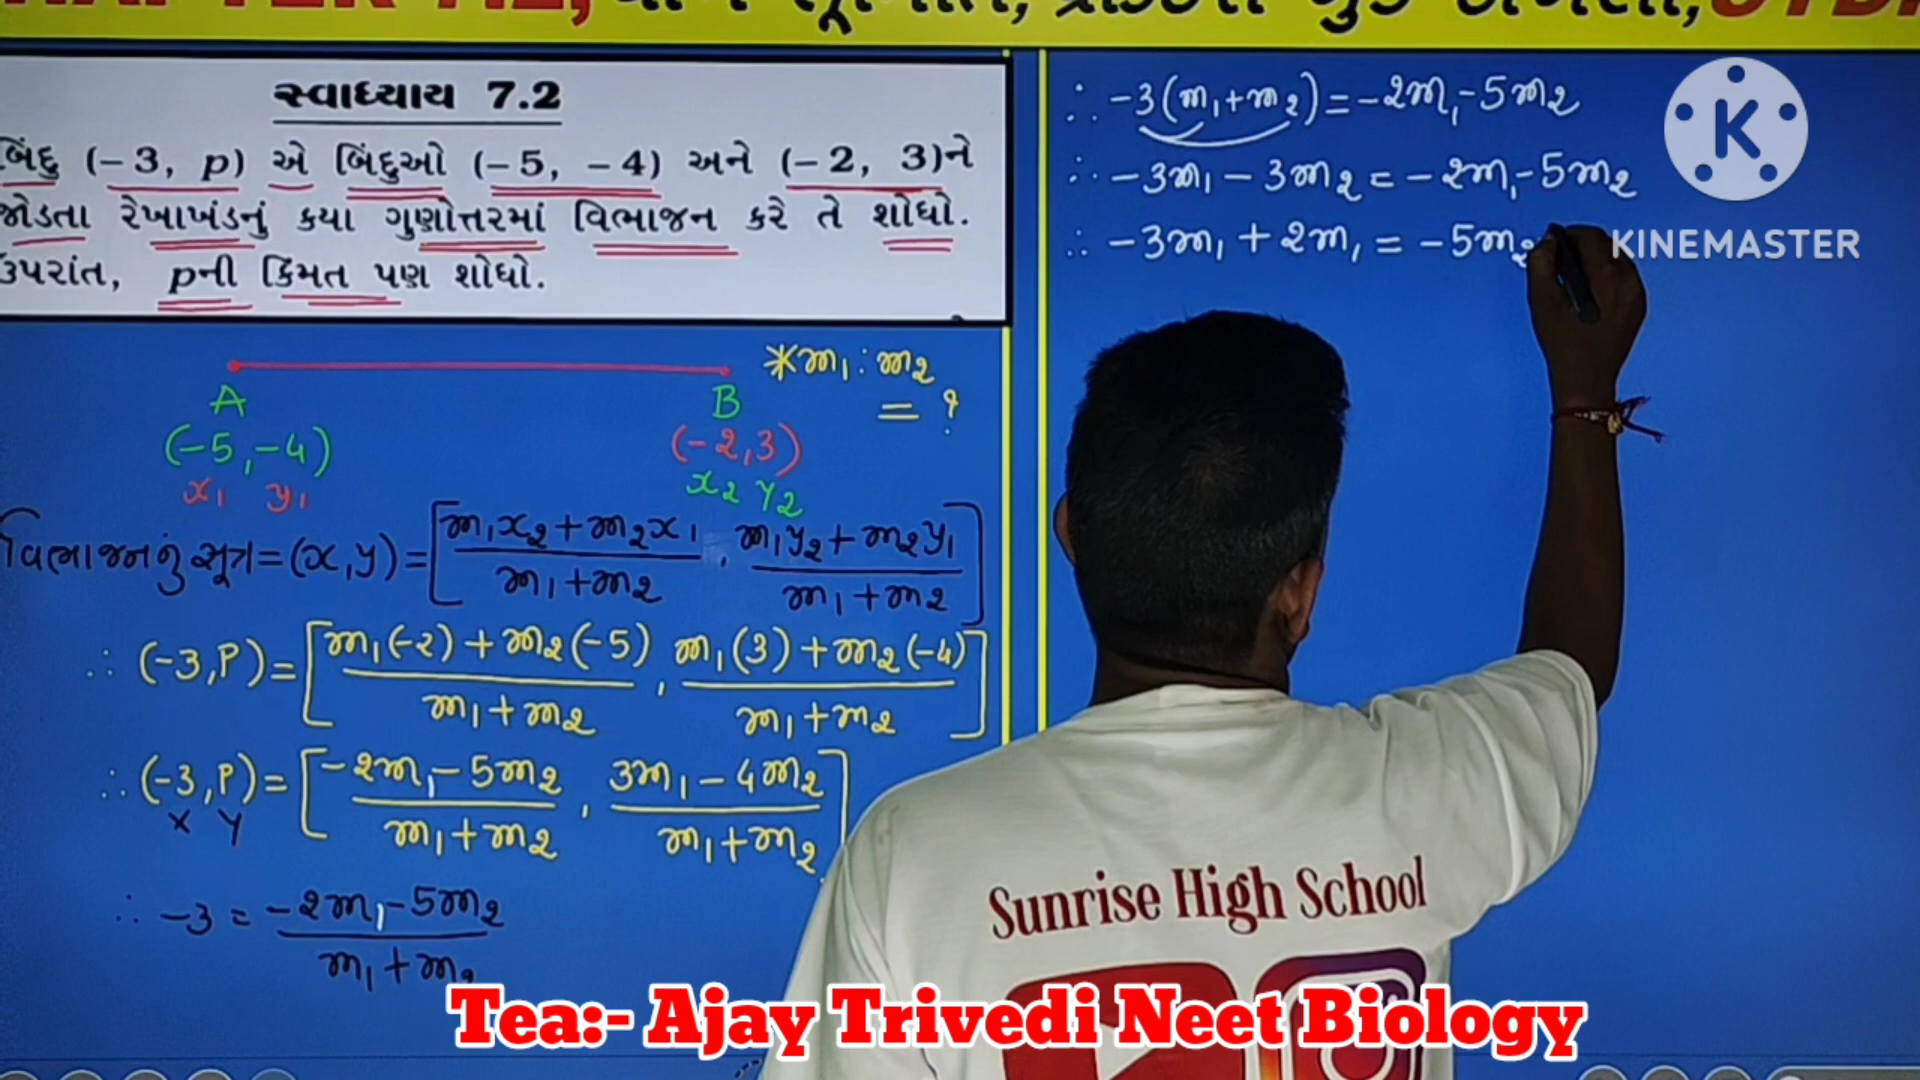 સ્વાધ્યાય 7.2
બિંદુ (–3, p) એ બિંદુઓ (–5, –4) અને (–2, 3)ને
જોડતા રેખાખંડનું કયા ગુણોત્તરમાં વિભાજન કરે તે શોધો.
ઉપરાંત, pની કિંમત પણ શોધો.
*m₁ : m₂
= ?
A B
(-5, -4) (-2, 3)
x₁ y₁ x₂ y₂
વિભાજનનું સૂત્ર = (x, y) = [(m₁x₂ + m₂x₁)/(m₁ + m₂), (m₁y₂ + m₂y₁)/(m₁ + m₂)]
∴ (-3, P) = [(m₁(-2) + m₂(-5))/(m₁ + m₂), (m₁(3) + m₂(-4))/(m₁ + m₂)]
∴ (-3, P) = [(-2m₁ - 5m₂)/(m₁ + m₂), (3m₁ - 4m₂)/(m₁ + m₂)]
x y
∴ -3 = (-2m₁ - 5m₂)/(m₁ + m₂)
∴ -3(m₁ + m₂) = -2m₁ - 5m₂
∴ -3m₁ - 3m₂ = -2m₁ - 5m₂
∴ -3m₁ + 2m₁ = -5m₂
K
KINEMASTER
Sunrise High School
Tea:- Ajay Trivedi Neet Biology